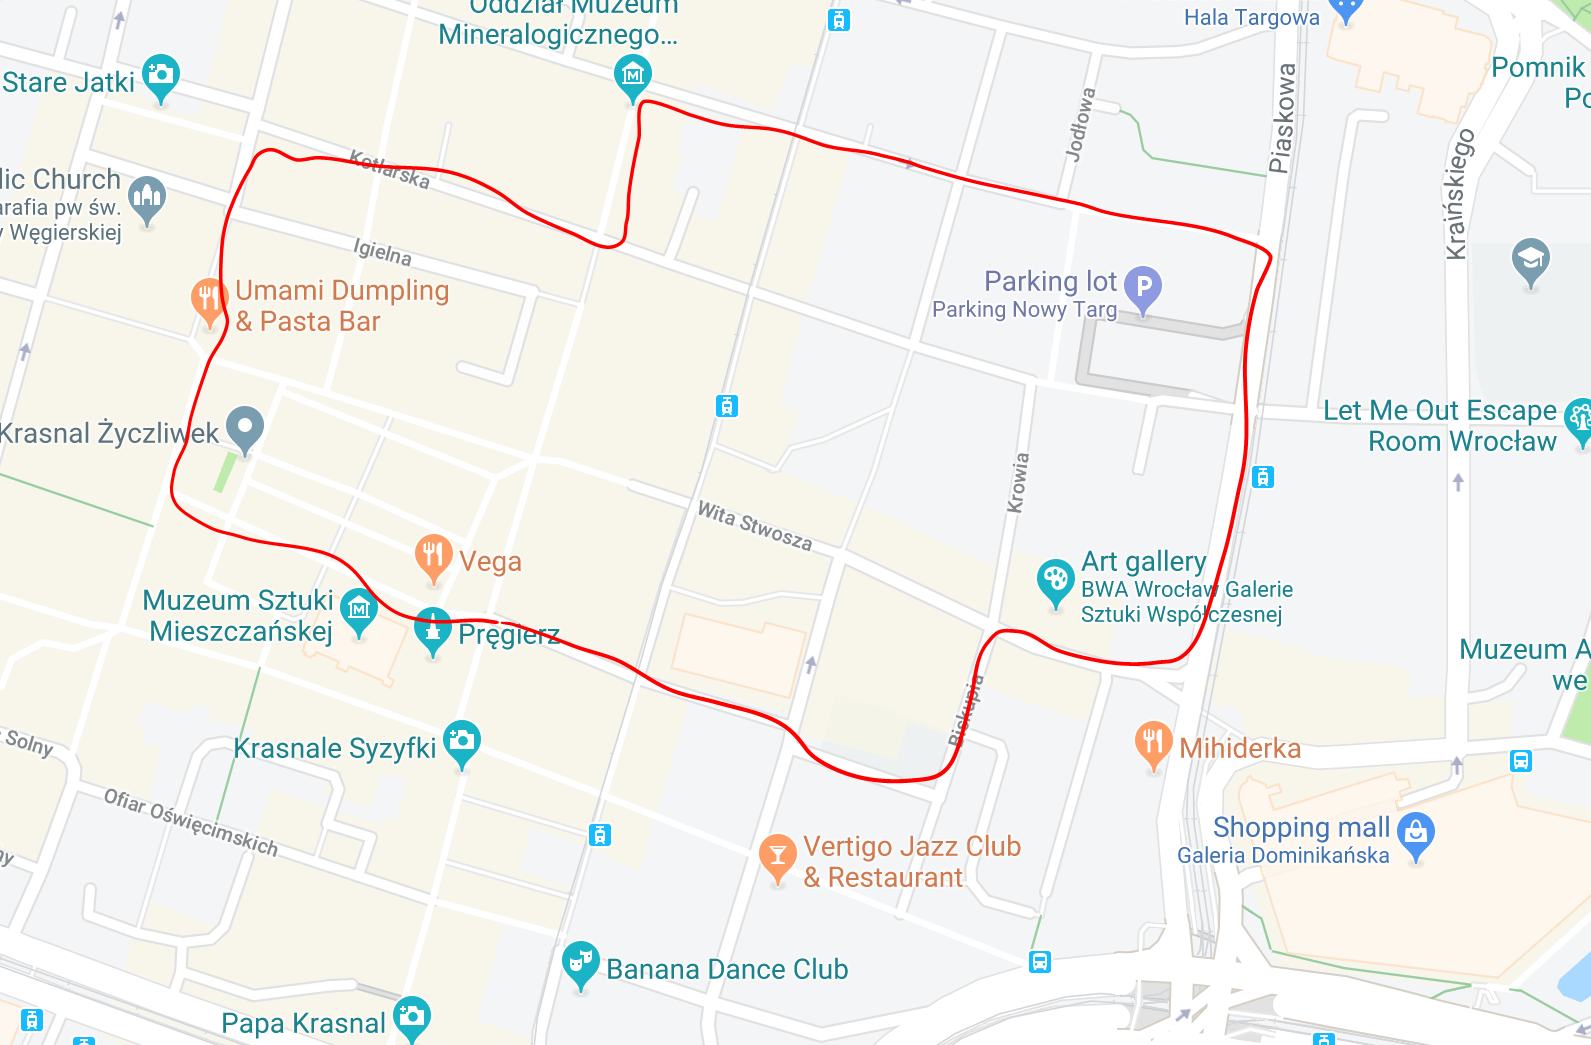 Oddział Muzeum
Mineralogicznego...
Hala Targowa
Pomnik
Po
Stare Jatki
Piaskowa
Jodłowa
Kraińskiego
Kotlarska
lic Church
arafia pw św.
y Węgierskiej
Igielna
Parking lot
Parking Nowy Targ
P
Umami Dumpling
& Pasta Bar
Let Me Out Escape
Room Wrocław
Krasnal Życzliwek
Krowia
Wita Stwosza
Vega
Art gallery
BWA Wrocław Galerie
Sztuki Współczesnej
Muzeum Sztuki
Mieszczańskej
M
M
Pręgierz
Muzeum A
we
Biskupia
Solny
Krasnale Syzyfki
Mihiderka
Ofiar Oświęcimskich
ny
Shopping mall
Galeria Dominikańska
Vertigo Jazz Club
& Restaurant
Banana Dance Club
Papa Krasnal